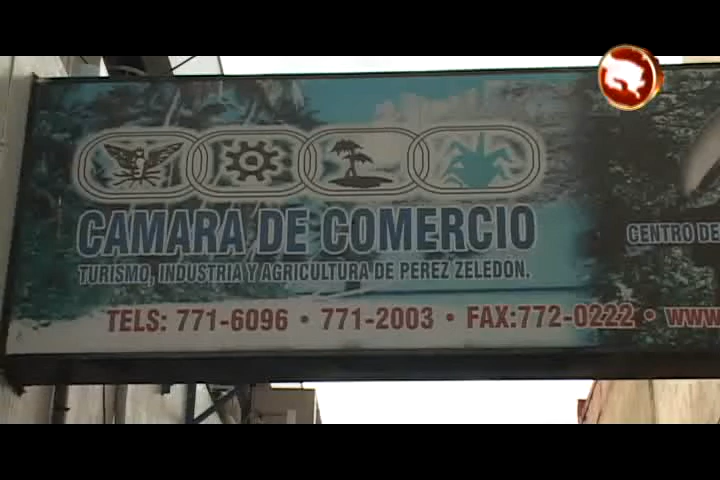 CAMARA DE COMERCIO
TURISMO, INDUSTRIA Y AGRICULTURA DE PEREZ ZELEDON.
CENTRO DE
TELS: 771-6096 • 771-2003 • FAX:772-0222 • www